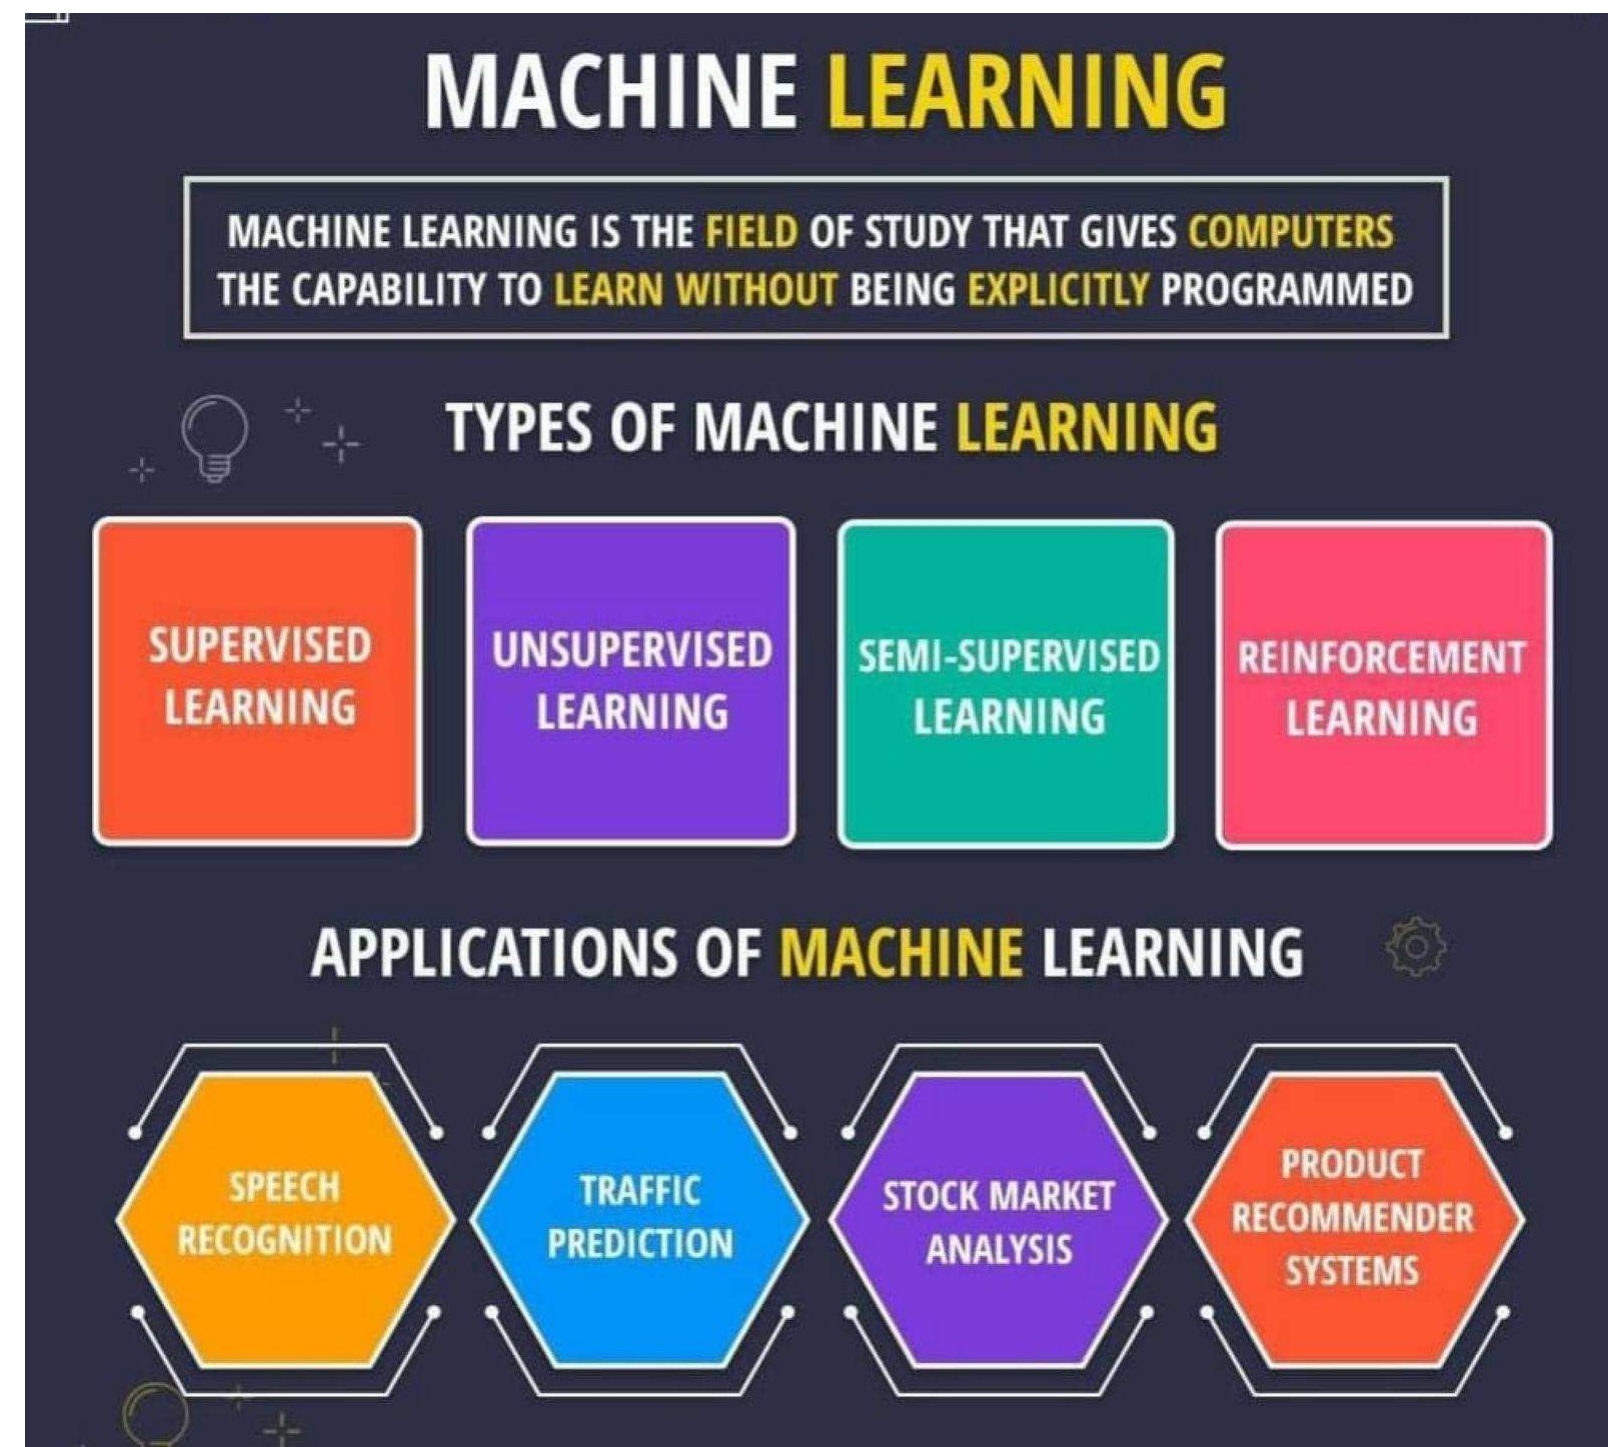 MACHINE LEARNING
MACHINE LEARNING IS THE FIELD OF STUDY THAT GIVES COMPUTERS
THE CAPABILITY TO LEARN WITHOUT BEING EXPLICITLY PROGRAMMED
TYPES OF MACHINE LEARNING
SUPERVISED
LEARNING
UNSUPERVISED
LEARNING
SEMI-SUPERVISED
LEARNING
REINFORCEMENT
LEARNING
APPLICATIONS OF MACHINE LEARNING
SPEECH
RECOGNITION
TRAFFIC
PREDICTION
STOCK MARKET
ANALYSIS
PRODUCT
RECOMMENDER
SYSTEMS